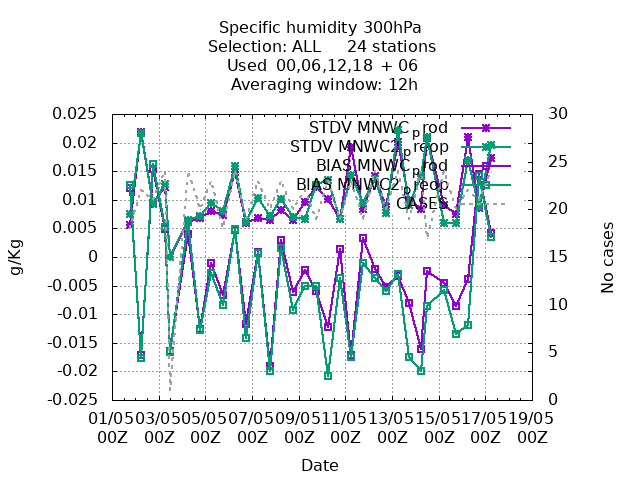 Specific humidity 300hPa
Selection: ALL     24 stations
Used  00,06,12,18  + 06
Averaging window: 12h
STDV MNWC_prod
STDV MNWC2_preop
BIAS MNWC_prod
BIAS MNWC2_preop
CASES
0.025
0.02
0.015
0.01
0.005
0
-0.005
-0.01
-0.015
-0.02
-0.025
g/Kg
30
25
20
15
10
5
0
No cases
01/05 03/05 05/05 07/05 09/05 11/05 13/05 15/05 17/05 19/05
00Z 00Z 00Z 00Z 00Z 00Z 00Z 00Z 00Z 00Z
Date